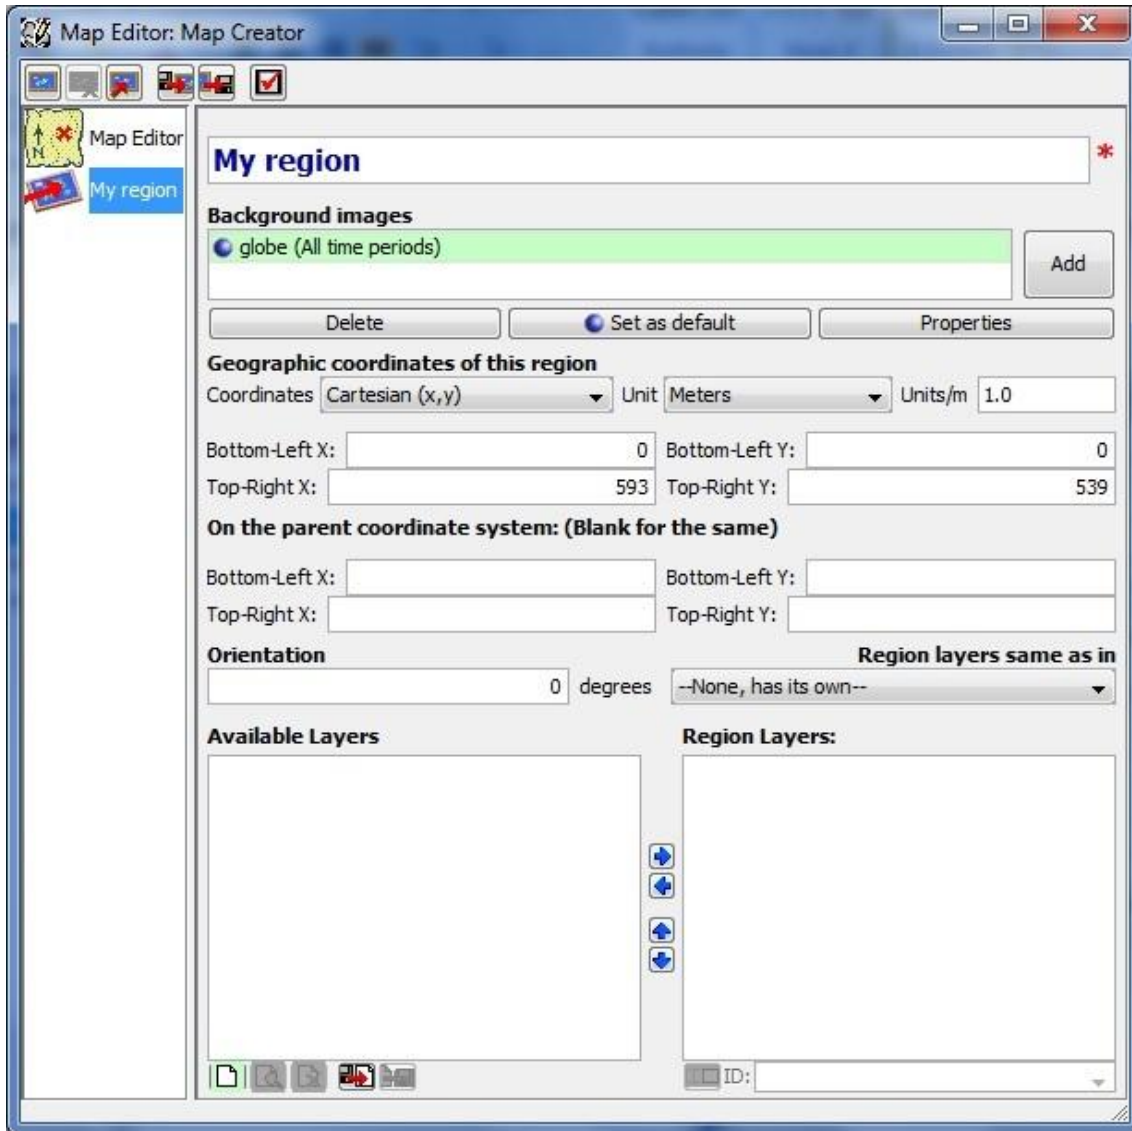 Map Editor: Map Creator
Map Editor
My region
My region *
Background images
globe (All time periods)
Add
Delete Set as default Properties
Geographic coordinates of this region
Coordinates Cartesian (x,y) Unit Meters Units/m 1.0
Bottom-Left X: 0 Bottom-Left Y: 0
Top-Right X: 593 Top-Right Y: 539
On the parent coordinate system: (Blank for the same)
Bottom-Left X: Bottom-Left Y:
Top-Right X: Top-Right Y:
Orientation Region layers same as in
0 degrees --None, has its own--
Available Layers Region Layers:
ID: